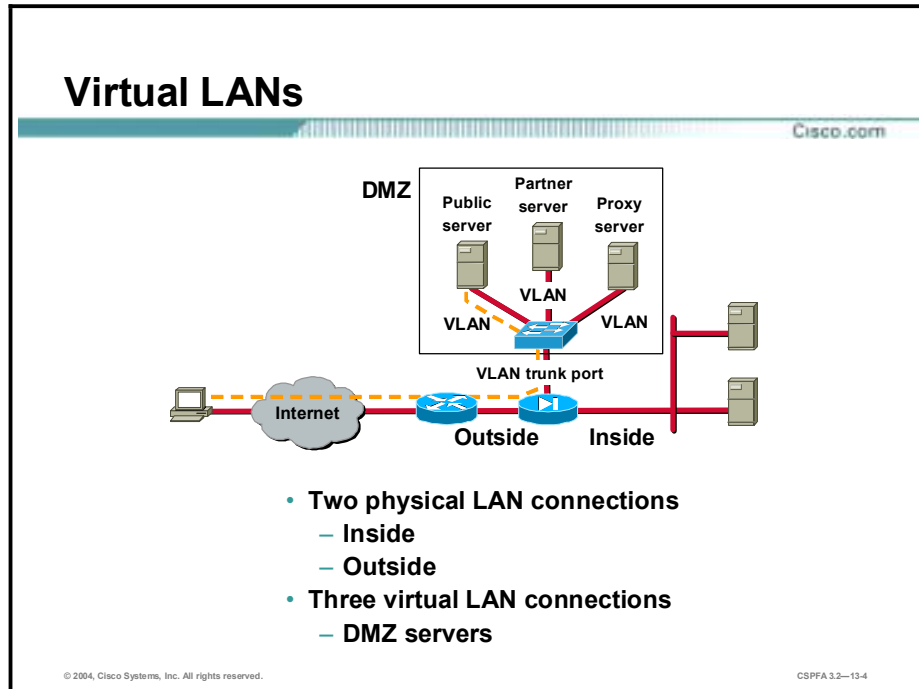 Virtual LANs
Cisco.com
DMZ
Public
server
Partner
server
Proxy
server
VLAN
VLAN
VLAN
VLAN trunk port
Internet
Outside
Inside
• Two physical LAN connections
– Inside
– Outside
• Three virtual LAN connections
– DMZ servers
© 2004, Cisco Systems, Inc. All rights reserved.
CSPFA 3.2—13-4